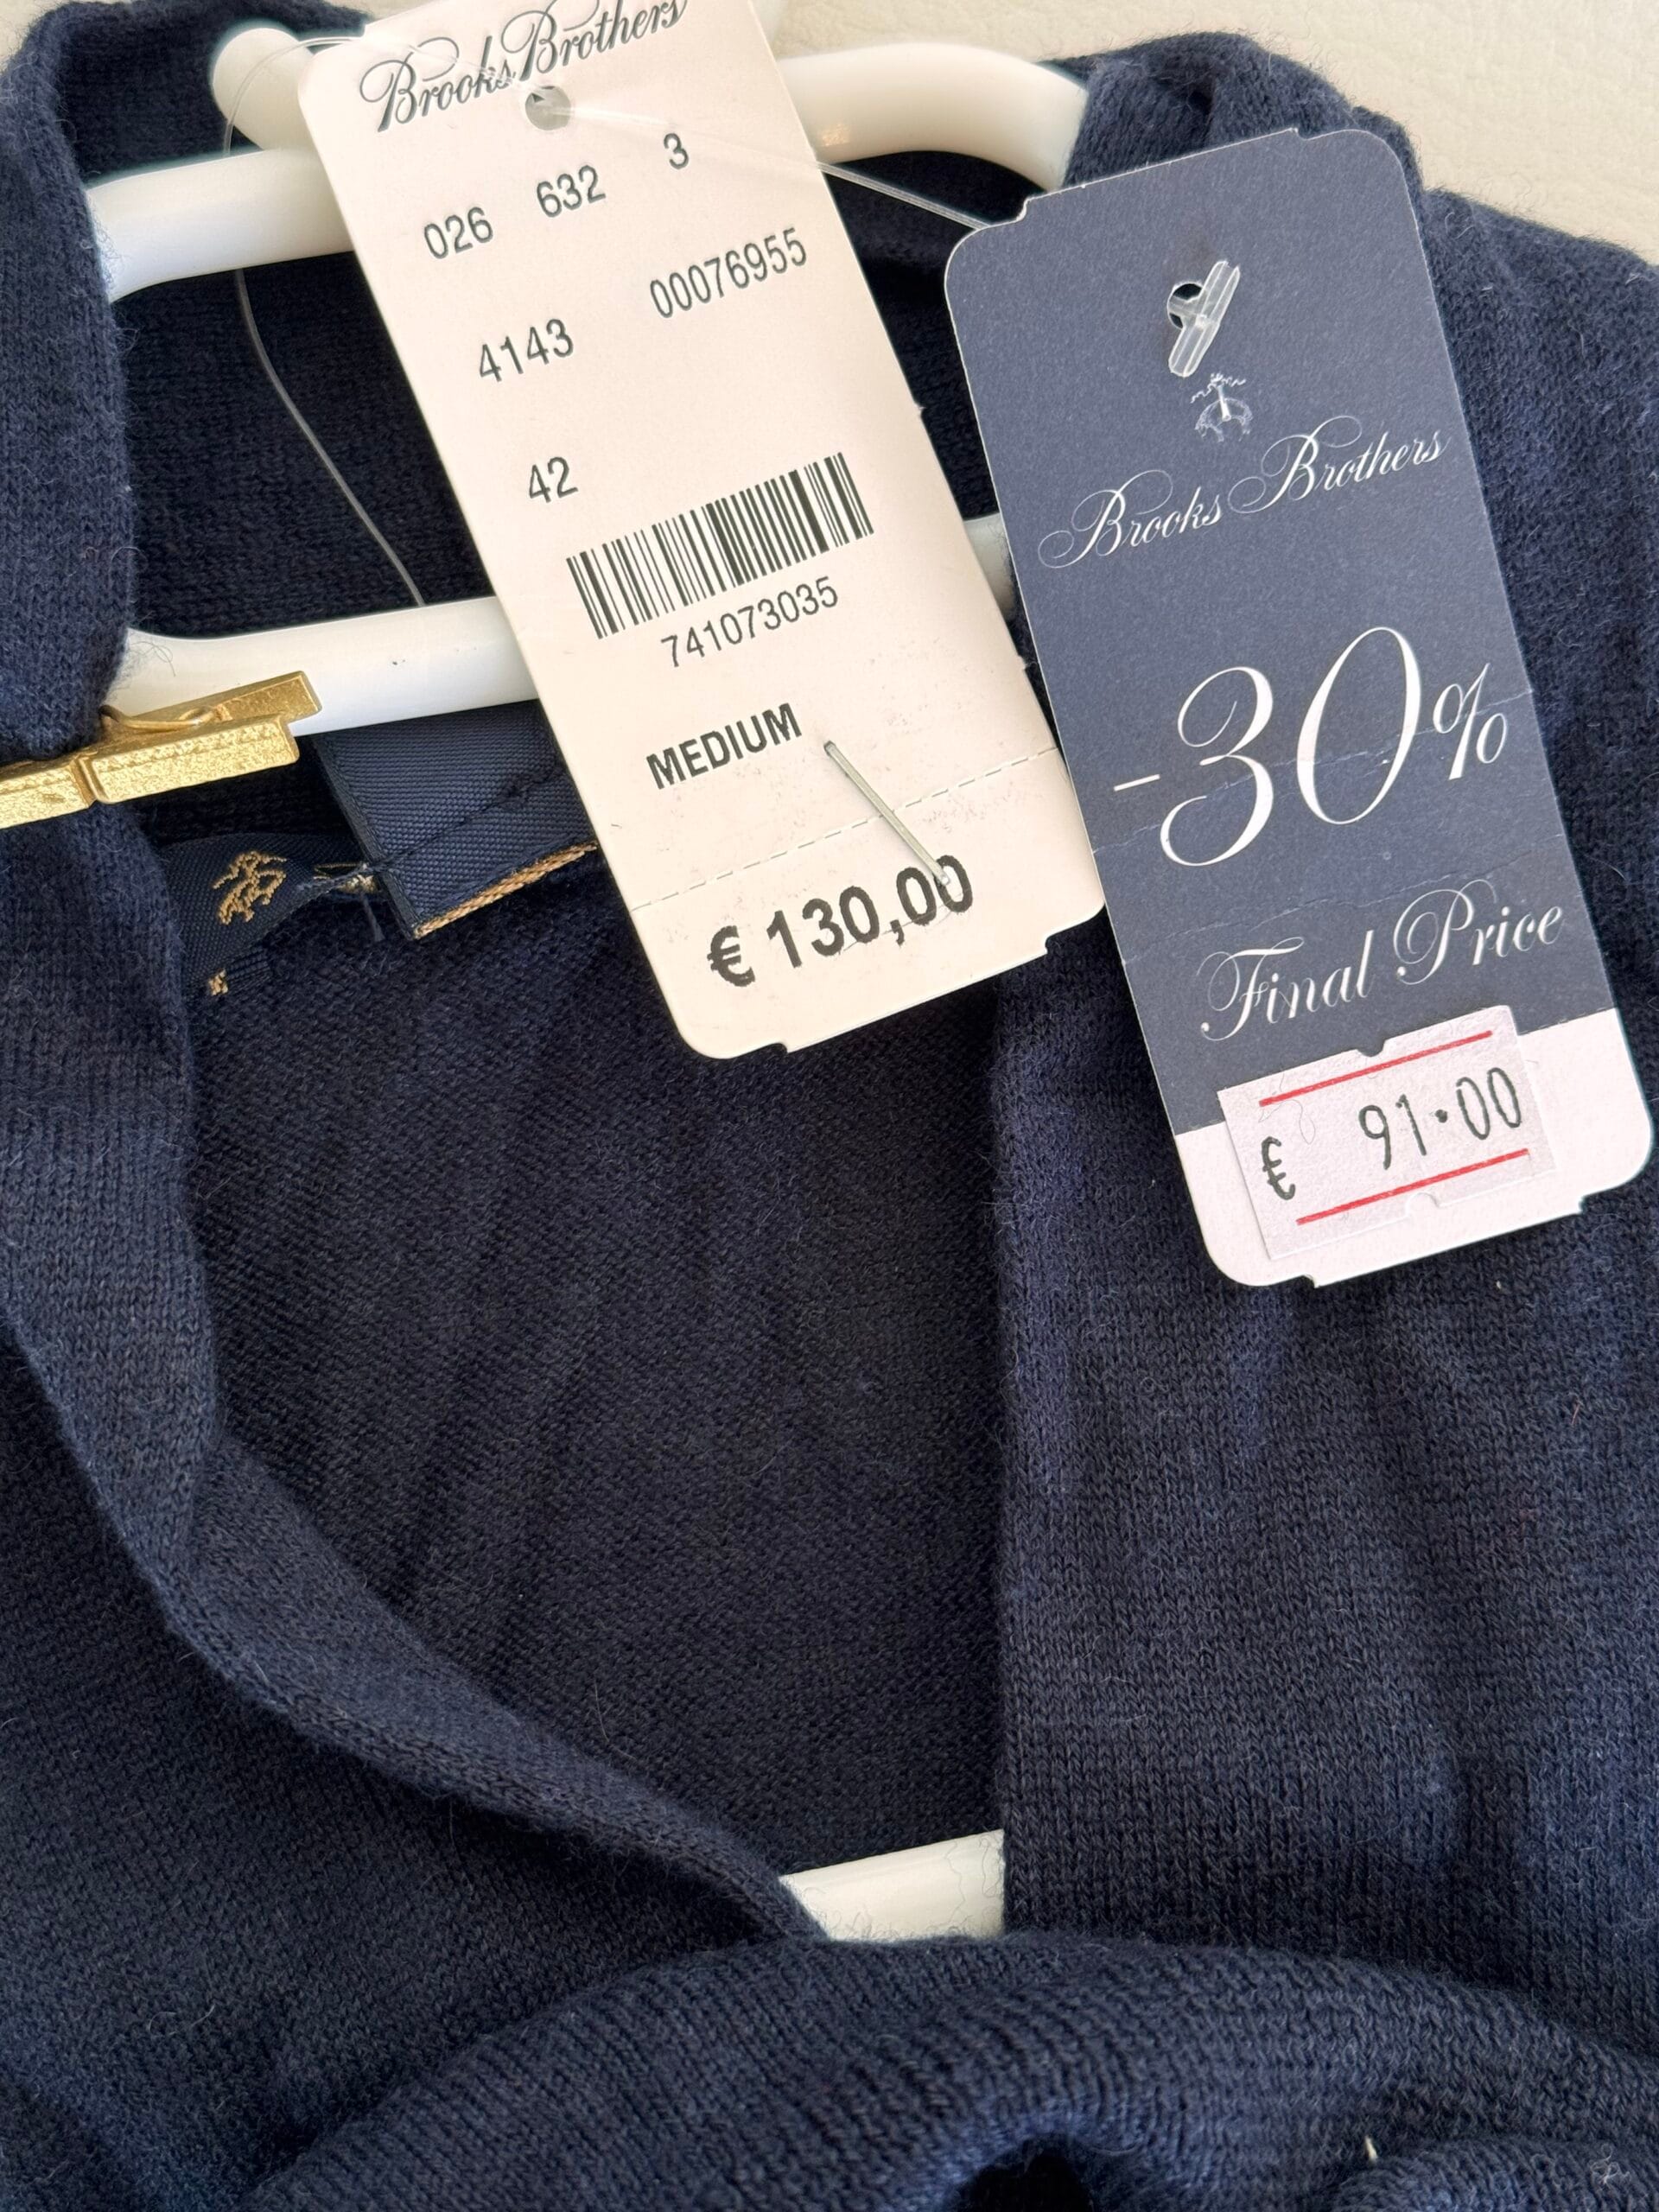 Brooks Brothers
026 632 3
4143 00076955
42
741073035
MEDIUM
€ 130,00
Brooks Brothers
-30%
Final Price
€ 91.00